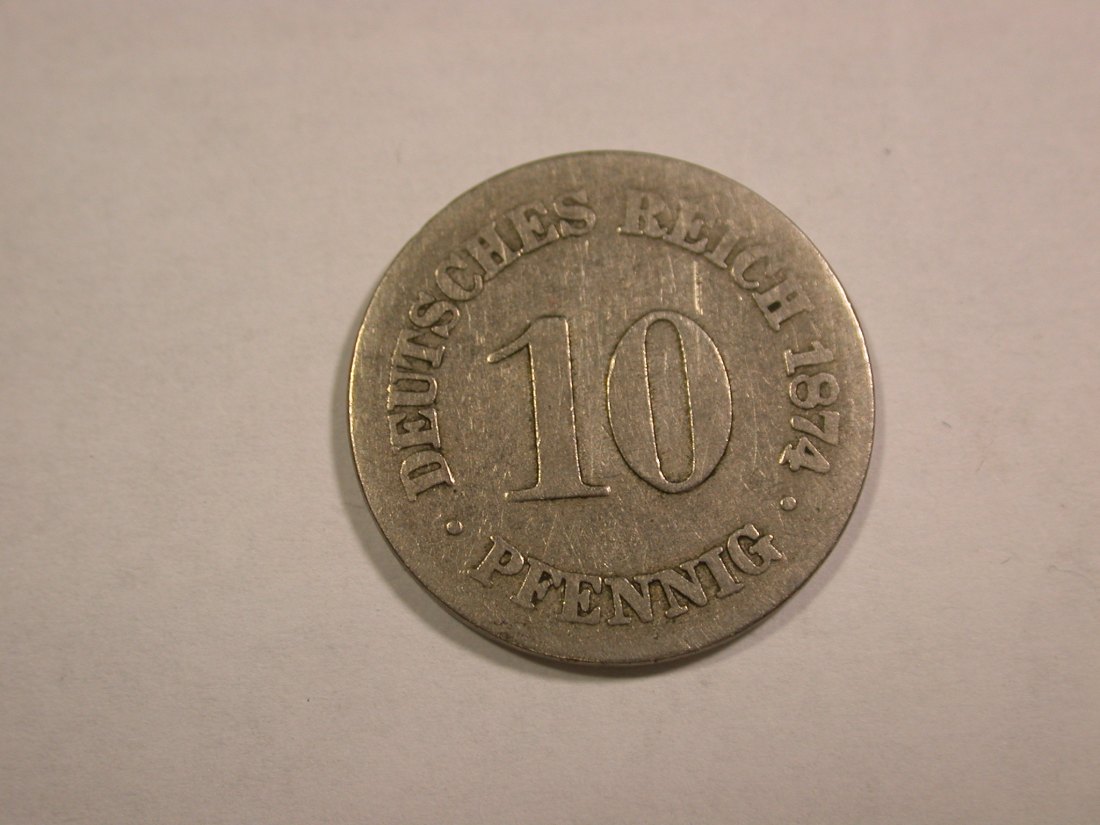 DEUTSCHES REICH 1874
10
· PFENNIG ·